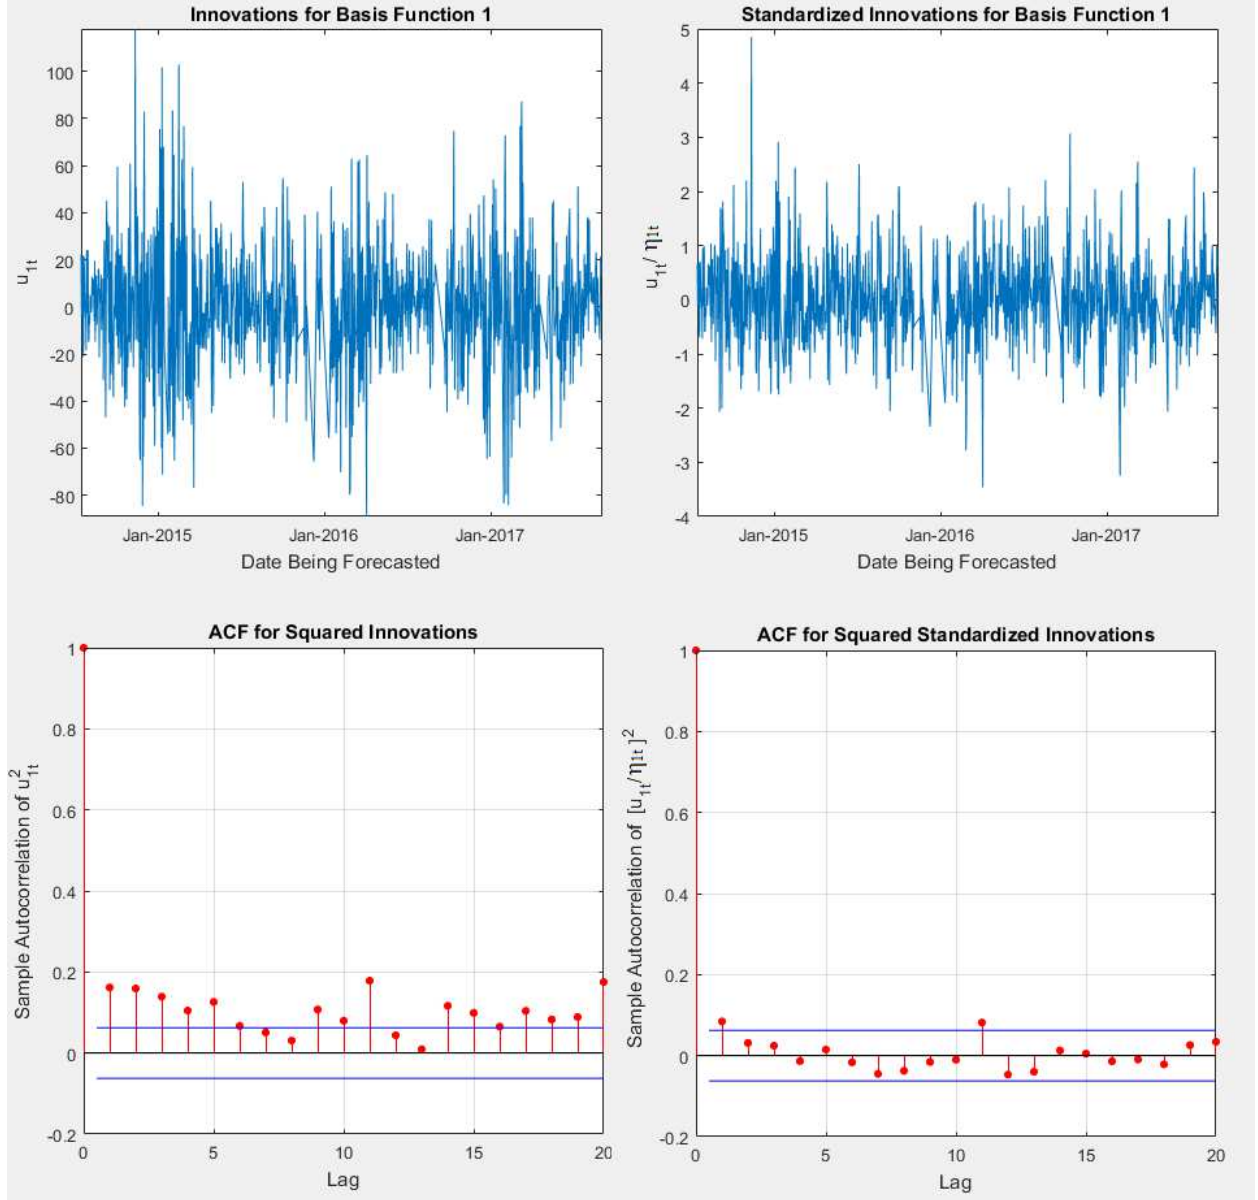 Innovations for Basis Function 1
100
80
60
40
20
0
-20
-40
-60
-80
u1t
Jan-2015
Jan-2016
Jan-2017
Date Being Forecasted
Standardized Innovations for Basis Function 1
5
4
3
2
1
0
-1
-2
-3
-4
u1t/ η1t
Jan-2015
Jan-2016
Jan-2017
Date Being Forecasted
ACF for Squared Innovations
1
0.8
0.6
0.4
0.2
0
-0.2
Sample Autocorrelation of u²1t
0
5
10
15
20
Lag
ACF for Squared Standardized Innovations
1
0.8
0.6
0.4
0.2
0
-0.2
Sample Autocorrelation of [u1t/η1t ]²
0
5
10
15
20
Lag